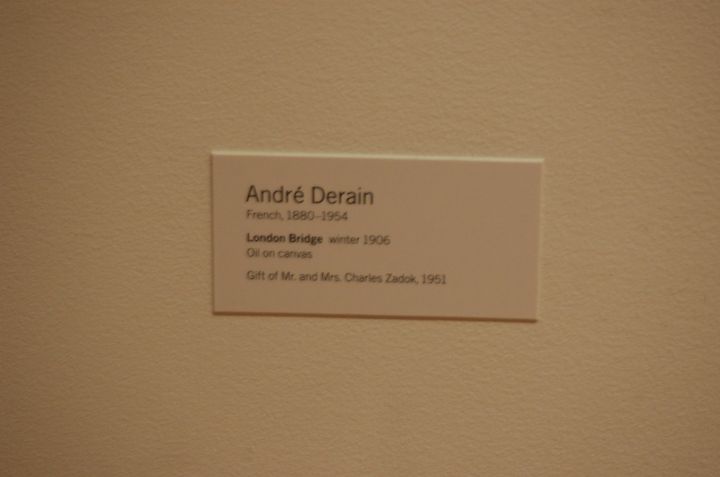 André Derain
French, 1880–1954
London Bridge winter 1906
Oil on canvas
Gift of Mr. and Mrs. Charles Zadok, 1951